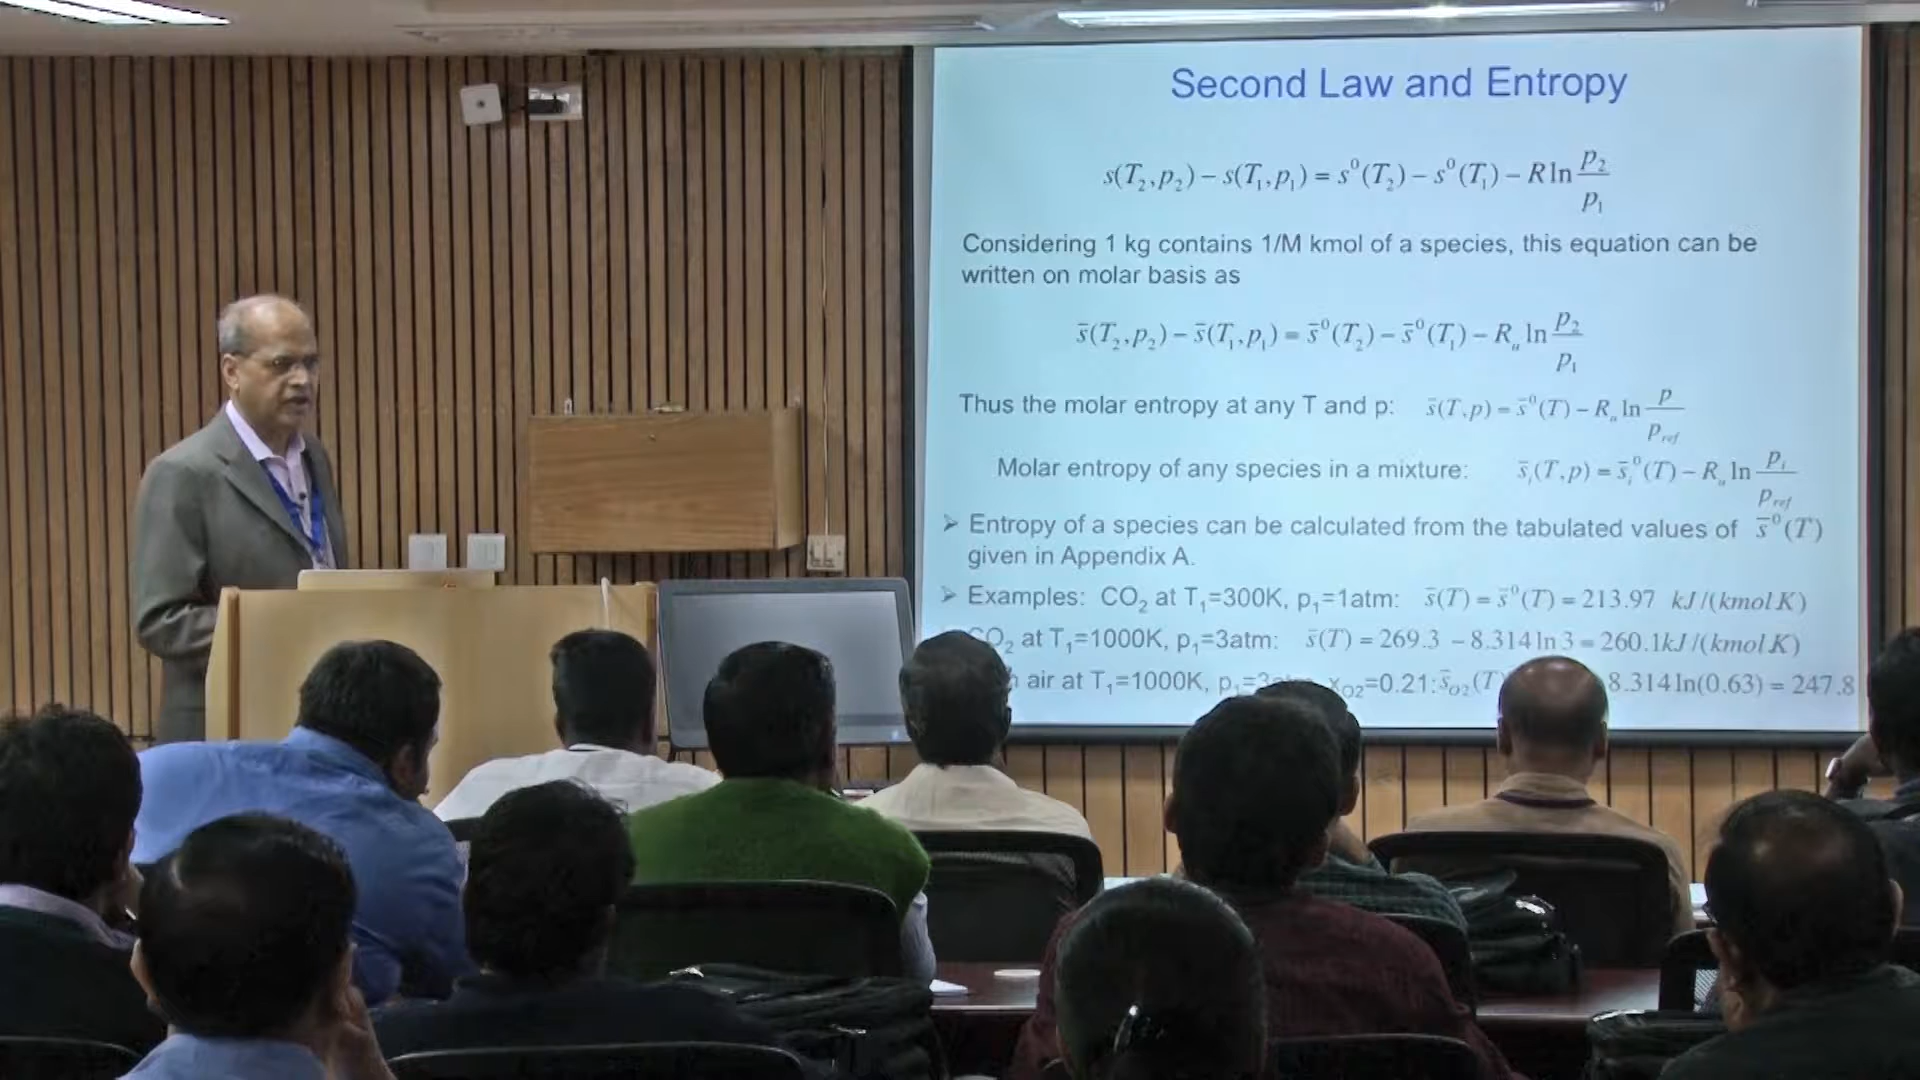 Second Law and Entropy
s(T₂,p₂) – s(T₁,p₁) = s⁰(T₂) – s⁰(T₁) – R ln p₂/p₁
Considering 1 kg contains 1/M kmol of a species, this equation can be
written on molar basis as
s̄(T₂,p₂) – s̄(T₁,p₁) = s̄⁰(T₂) – s̄⁰(T₁) – Rᵤ ln p₂/p₁
Thus the molar entropy at any T and p: s̄(T,p) = s̄⁰(T) – Rᵤ ln p/p_ref
Molar entropy of any species in a mixture: s̄ᵢ(T,p) = s̄ᵢ⁰(T) – Rᵤ ln pᵢ/p_ref
➢ Entropy of a species can be calculated from the tabulated values of s̄⁰(T)
given in Appendix A.
➢ Examples: CO₂ at T₁=300K, p₁=1atm: s̄(T) = s̄⁰(T) = 213.97 kJ/(kmol K)
CO₂ at T₁=1000K, p₁=3atm: s̄(T) = 269.3 – 8.314 ln 3 = 260.1kJ/(kmol K)
air at T₁=1000K, p₁=3atm, x_O2=0.21: s̄_O2(T) 8.314 ln(0.63) = 247.8